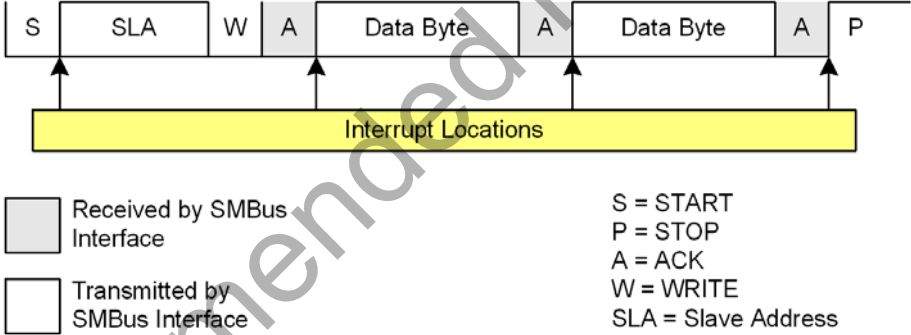 S SLA W A Data Byte A Data Byte A P
Interrupt Locations
Received by SMBus
Interface
Transmitted by
SMBus Interface
S = START
P = STOP
A = ACK
W = WRITE
SLA = Slave Address